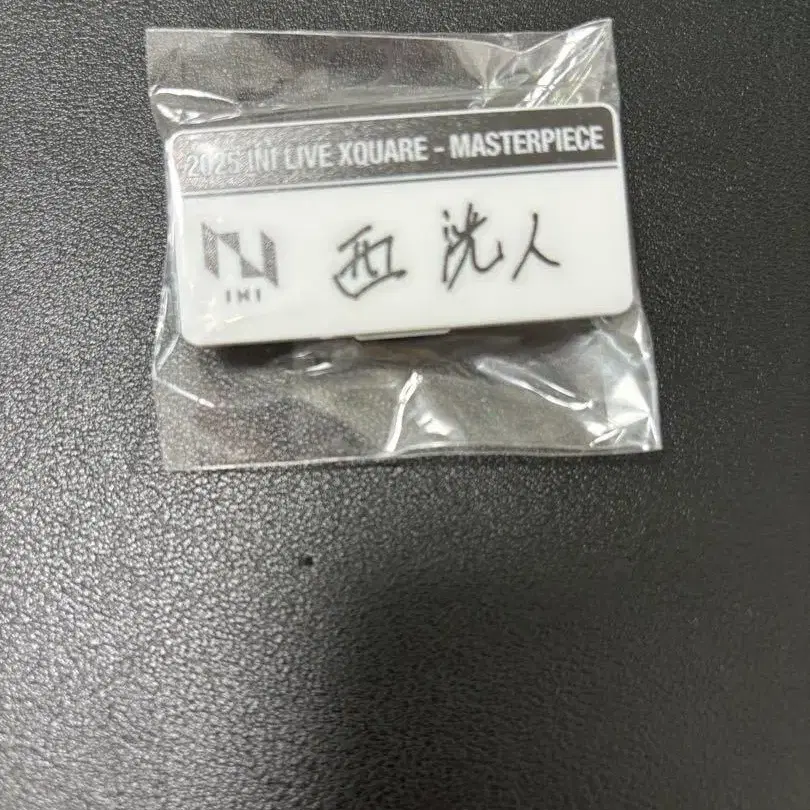 2025 INI LIVE XQUARE - MASTERPIECE
INI
西 洸人